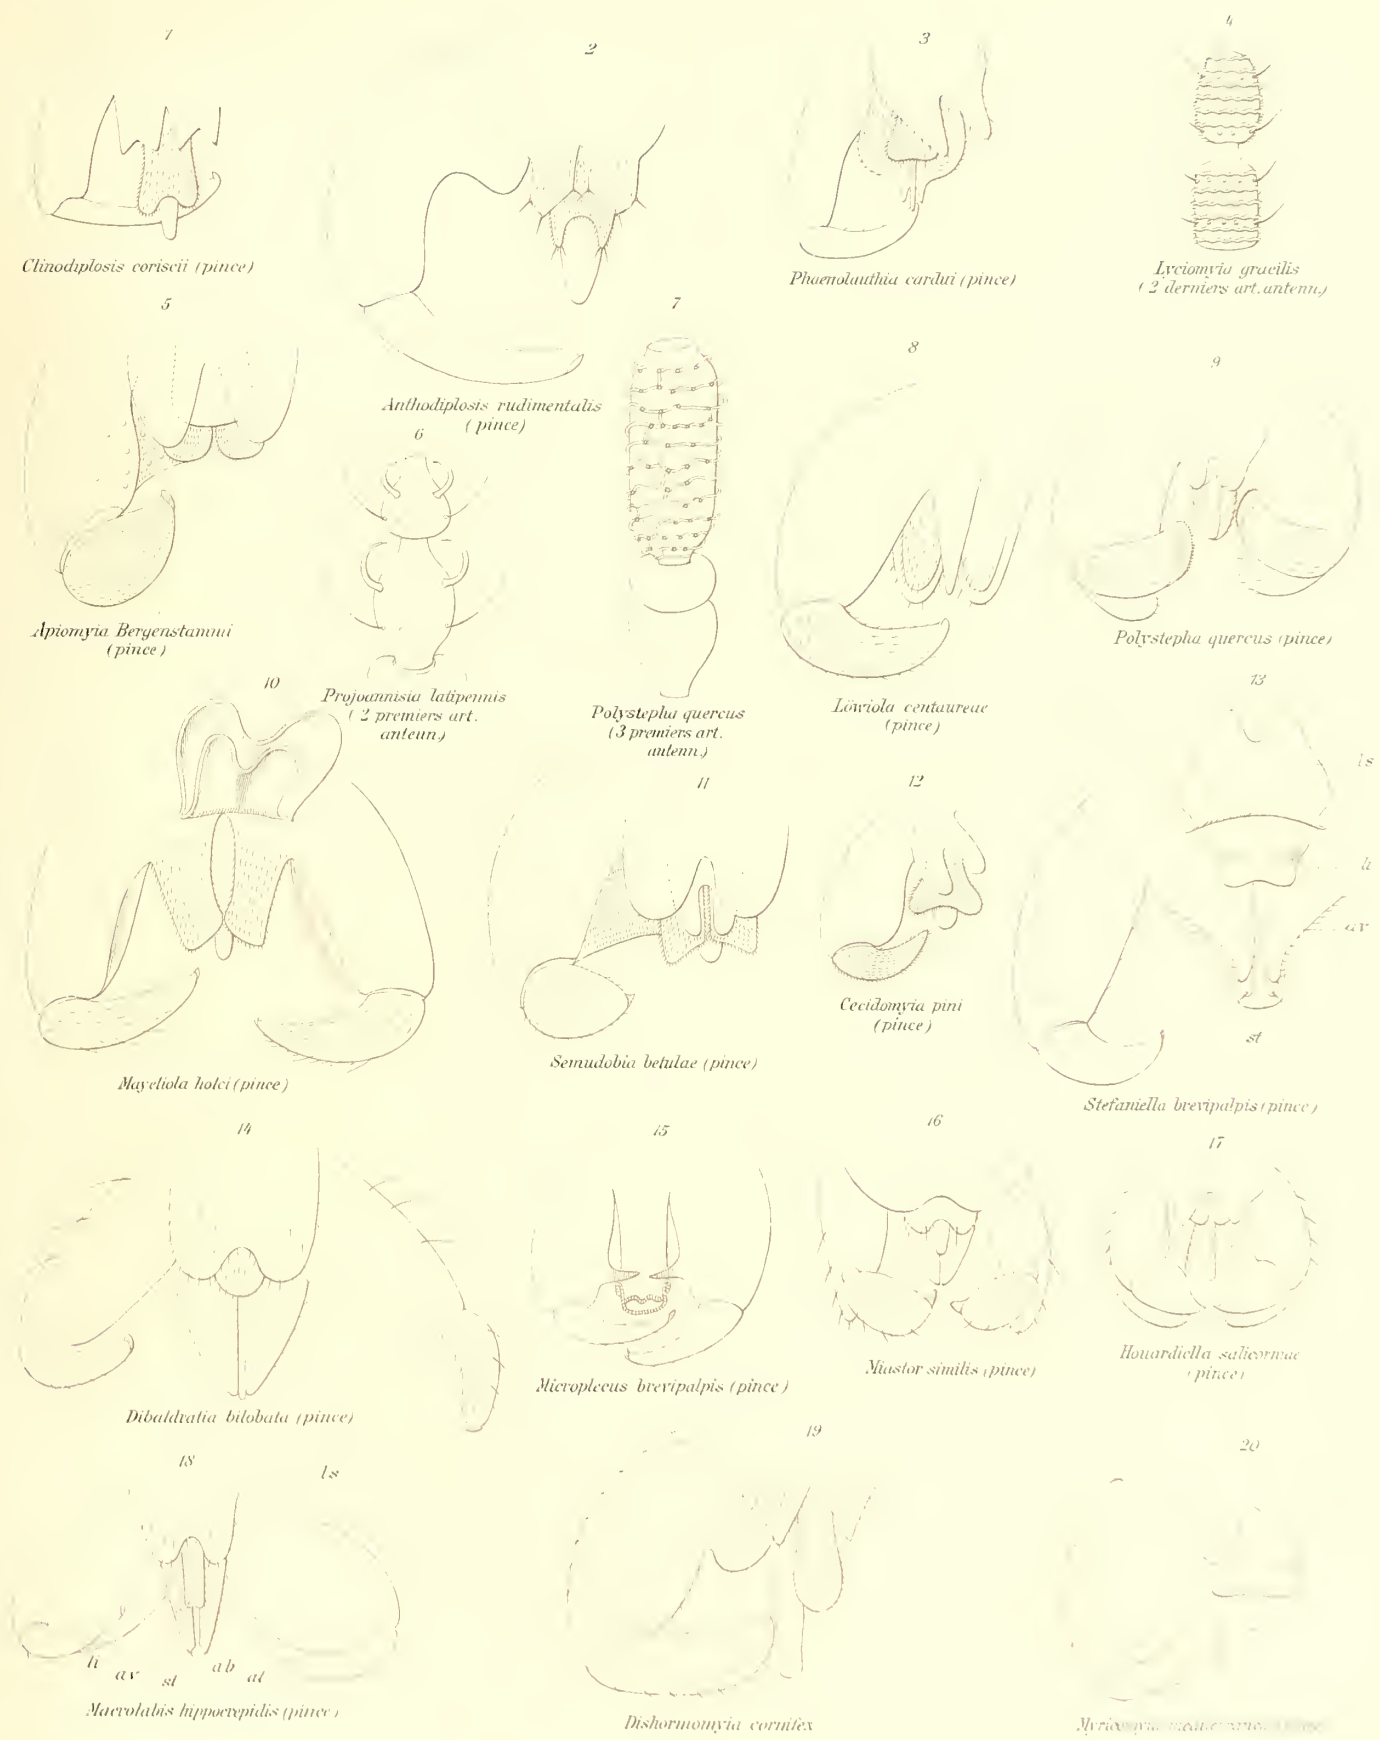 1
Clinodiplosis coriscii (pince)
2
Anthodiplosis rudimentalis
(pince)
3
Phaenolauthia cardui (pince)
4
Lyciomyia gracilis
(2 derniers art. antenn.)
5
Apiomyia Bergenstammi
(pince)
6
Projoannisia latipennis
(2 premiers art.
antenn.)
7
Polystepha quercus
(3 premiers art.
antenn.)
8
Löwiola centaureae
(pince)
9
Polystepha quercus (pince)
10
Mayetiola holci (pince)
11
Semudobia betulae (pince)
12
Cecidomyia pini
(pince)
13
ls
li
av
st
Stefaniella brevipalpis (pince)
14
Dibaldratia bilobata (pince)
15
Microplecus brevipalpis (pince)
16
Miastor similis (pince)
17
Houardiella salicorniae
(pince)
18
ls
li
av
st
ab
at
Macrolabis hippocrepidis (pince)
19
Dishormomyia cornifex
20